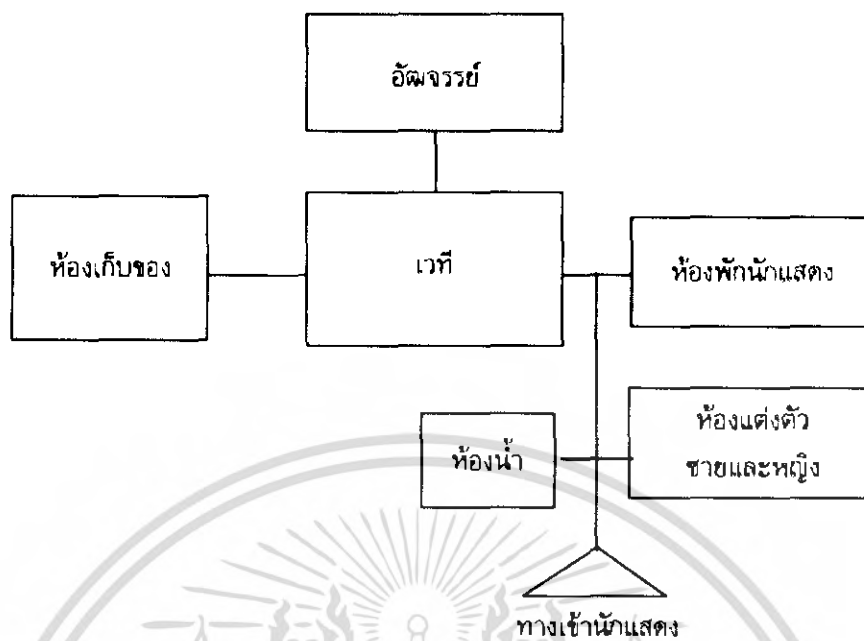 อัฒจรรย์
ห้องเก็บของ
เวที
ห้องพักนักแสดง
ห้องน้ำ
ห้องแต่งตัว
ชายและหญิง
ทางเข้านักแสดง